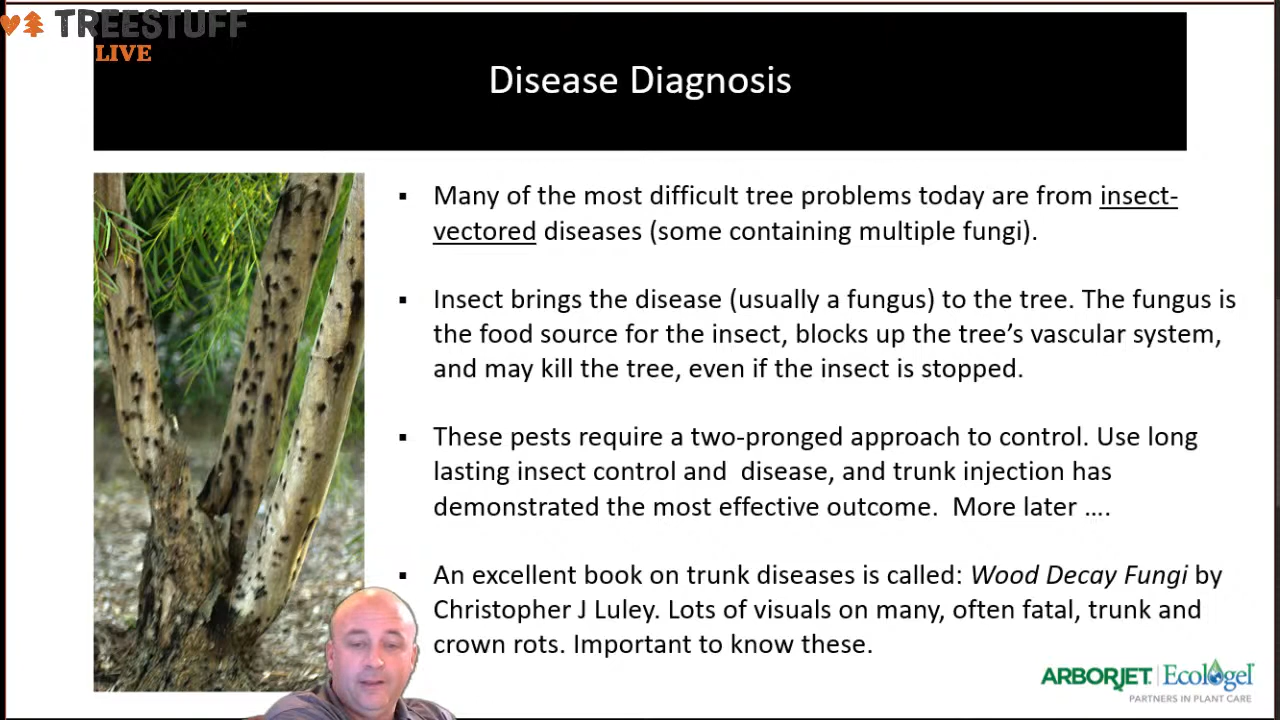 TREESTUFF
LIVE
Disease Diagnosis
▪ Many of the most difficult tree problems today are from insect-
vectored diseases (some containing multiple fungi).
▪ Insect brings the disease (usually a fungus) to the tree. The fungus is
the food source for the insect, blocks up the tree’s vascular system,
and may kill the tree, even if the insect is stopped.
▪ These pests require a two-pronged approach to control. Use long
lasting insect control and  disease, and trunk injection has
demonstrated the most effective outcome.  More later ….
▪ An excellent book on trunk diseases is called: Wood Decay Fungi by
Christopher J Luley. Lots of visuals on many, often fatal, trunk and
crown rots. Important to know these.
ARBORJET | Ecologel
PARTNERS IN PLANT CARE